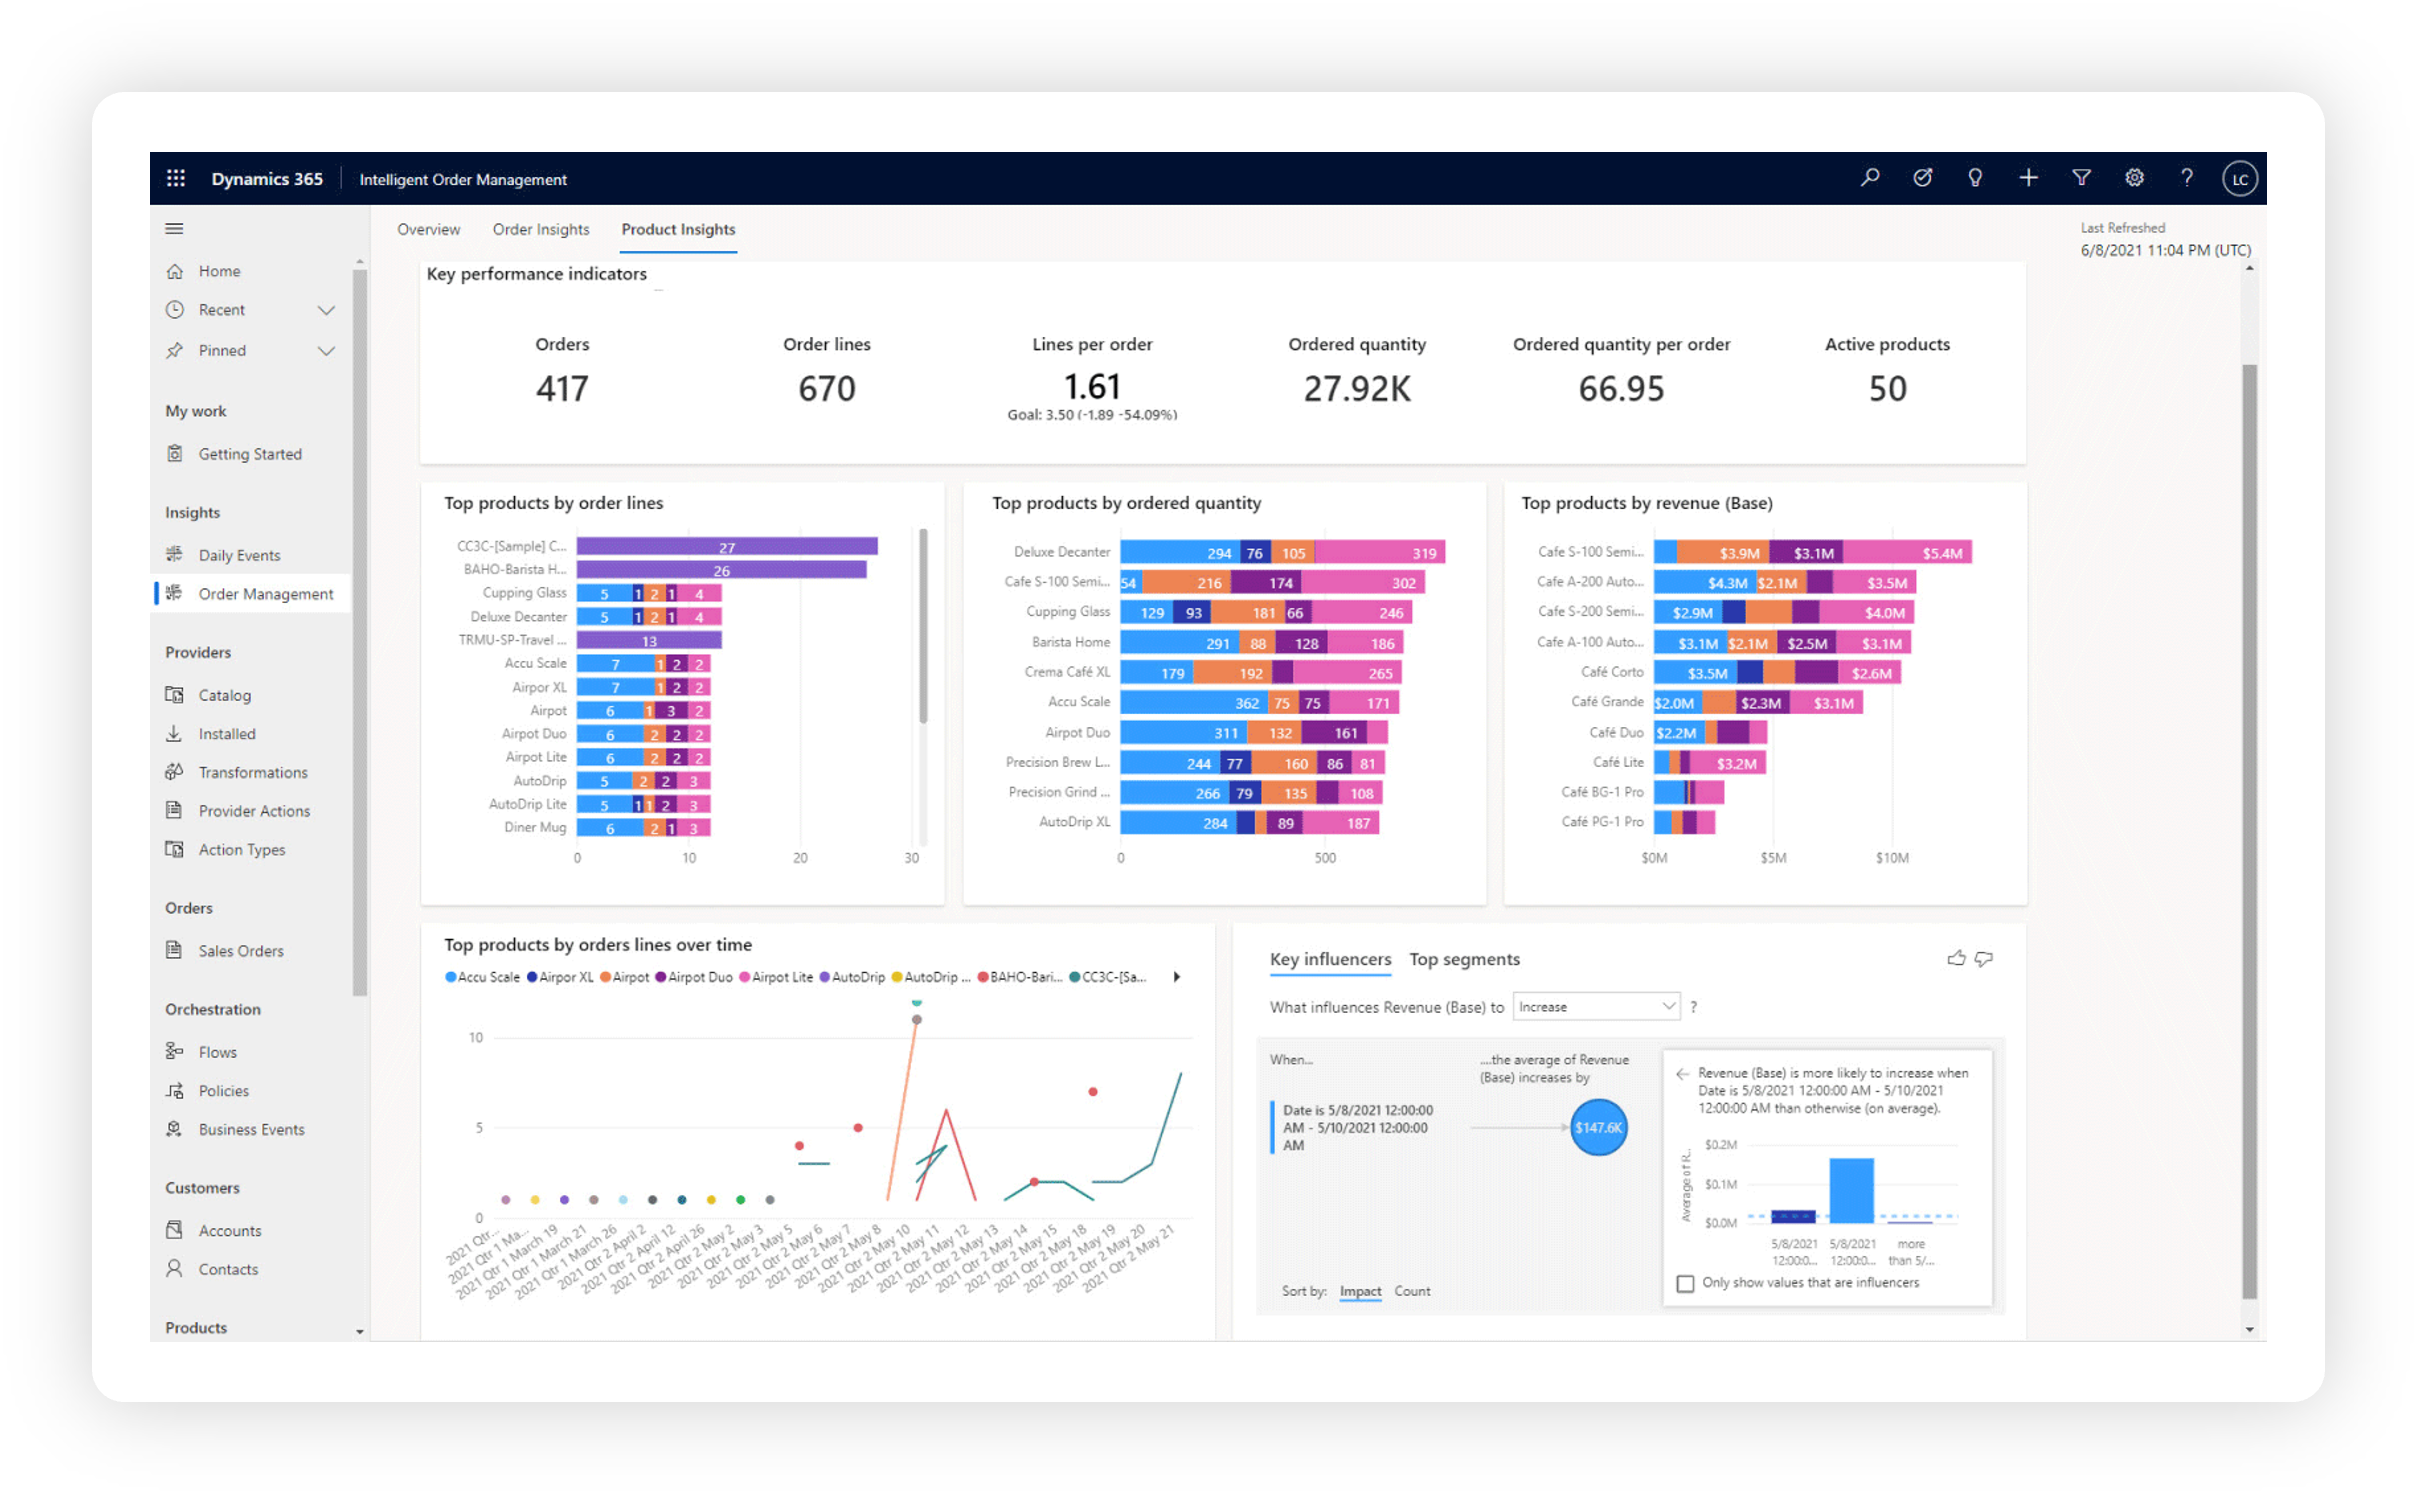 Dynamics 365
Intelligent Order Management
LC
Home
Recent
Pinned
My work
Getting Started
Insights
Daily Events
Order Management
Providers
Catalog
Installed
Transformations
Provider Actions
Action Types
Orders
Sales Orders
Orchestration
Flows
Policies
Business Events
Customers
Accounts
Contacts
Products
Overview Order Insights Product Insights
Last Refreshed
6/8/2021 11:04 PM (UTC)
Key performance indicators
Orders
417
Order lines
670
Lines per order
1.61
Goal: 3.50 (-1.89 -54.09%)
Ordered quantity
27.92K
Ordered quantity per order
66.95
Active products
50
Top products by order lines
CC3C-[Sample] C... 27
BAHO-Barista H... 26
Cupping Glass 5 1 2 1 4
Deluxe Decanter 5 1 2 1 4
TRMU-SP-Travel ... 13
Accu Scale 7 1 2 2
Airpor XL 7 1 2 2
Airpot 6 1 3 2
Airpot Duo 6 2 2 2
Airpot Lite 6 2 2 2
AutoDrip 5 2 2 3
AutoDrip Lite 5 1 1 2 3
Diner Mug 6 2 1 3
0 10 20 30
Top products by ordered quantity
Deluxe Decanter 294 76 105 319
Cafe S-100 Semi... 54 216 174 302
Cupping Glass 129 93 181 66 246
Barista Home 291 88 128 186
Crema Café XL 179 192 265
Accu Scale 362 75 75 171
Airpot Duo 311 132 161
Precision Brew L... 244 77 160 86 81
Precision Grind ... 266 79 135 108
AutoDrip XL 284 89 187
0 500
Top products by revenue (Base)
Cafe S-100 Semi... $3.9M $3.1M $5.4M
Cafe A-200 Auto... $4.3M $2.1M $3.5M
Cafe S-200 Semi... $2.9M $4.0M
Cafe A-100 Auto... $3.1M $2.1M $2.5M $3.1M
Café Corto $3.5M $2.6M
Café Grande $2.0M $2.3M $3.1M
Café Duo $2.2M
Café Lite $3.2M
Café BG-1 Pro
Café PG-1 Pro
$0M $5M $10M
Top products by orders lines over time
Accu Scale Airpor XL Airpot Airpot Duo Airpot Lite AutoDrip AutoDrip ... BAHO-Bari... CC3C-[Sa...
10
5
0
2021 Qtr...
2021 Qtr 1 Ma...
2021 Qtr 1 March 19
2021 Qtr 1 March 21
2021 Qtr 1 March 26
2021 Qtr 2 April 2
2021 Qtr 2 April 12
2021 Qtr 2 April 26
2021 Qtr 2 May 2
2021 Qtr 2 May 3
2021 Qtr 2 May 5
2021 Qtr 2 May 6
2021 Qtr 2 May 7
2021 Qtr 2 May 8
2021 Qtr 2 May 10
2021 Qtr 2 May 11
2021 Qtr 2 May 12
2021 Qtr 2 May 13
2021 Qtr 2 May 14
2021 Qtr 2 May 15
2021 Qtr 2 May 18
2021 Qtr 2 May 19
2021 Qtr 2 May 20
2021 Qtr 2 May 21
Key influencers Top segments
What influences Revenue (Base) to Increase ?
When...
....the average of Revenue
(Base) increases by
Date is 5/8/2021 12:00:00
AM - 5/10/2021 12:00:00
AM
$147.6K
Sort by: Impact Count
Revenue (Base) is more likely to increase when
Date is 5/8/2021 12:00:00 AM - 5/10/2021
12:00:00 AM than otherwise (on average).
Average of R...
$0.2M
$0.1M
$0.0M
5/8/2021
12:00:0...
5/8/2021
12:00:0...
more
than 5/...
Only show values that are influencers